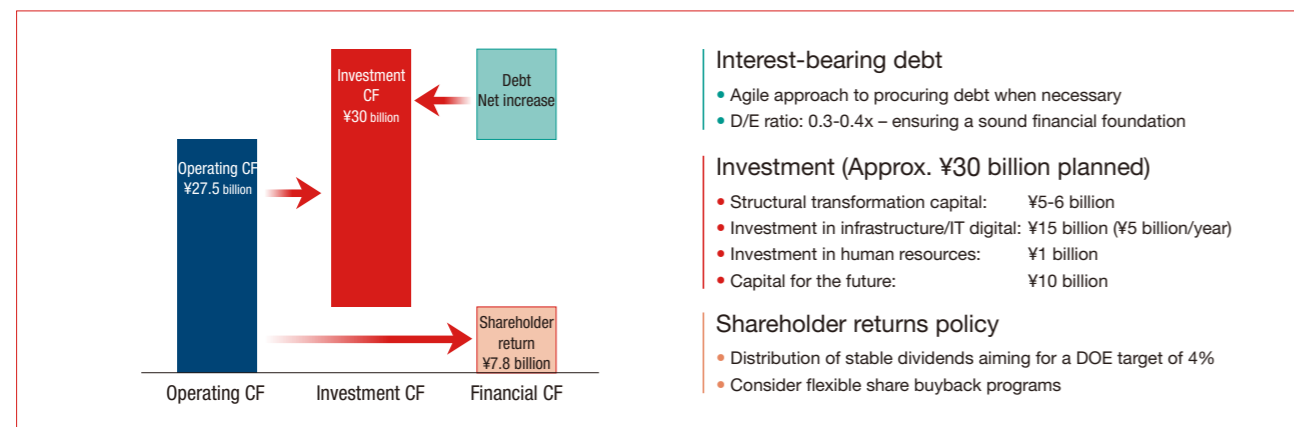 Investment
CF
¥30 billion
Debt
Net increase
Operating CF
¥27.5 billion
Shareholder
return
¥7.8 billion
Operating CF
Investment CF
Financial CF
Interest-bearing debt
• Agile approach to procuring debt when necessary
• D/E ratio: 0.3-0.4x – ensuring a sound financial foundation
Investment (Approx. ¥30 billion planned)
• Structural transformation capital: ¥5-6 billion
• Investment in infrastructure/IT digital: ¥15 billion (¥5 billion/year)
• Investment in human resources: ¥1 billion
• Capital for the future: ¥10 billion
Shareholder returns policy
• Distribution of stable dividends aiming for a DOE target of 4%
• Consider flexible share buyback programs